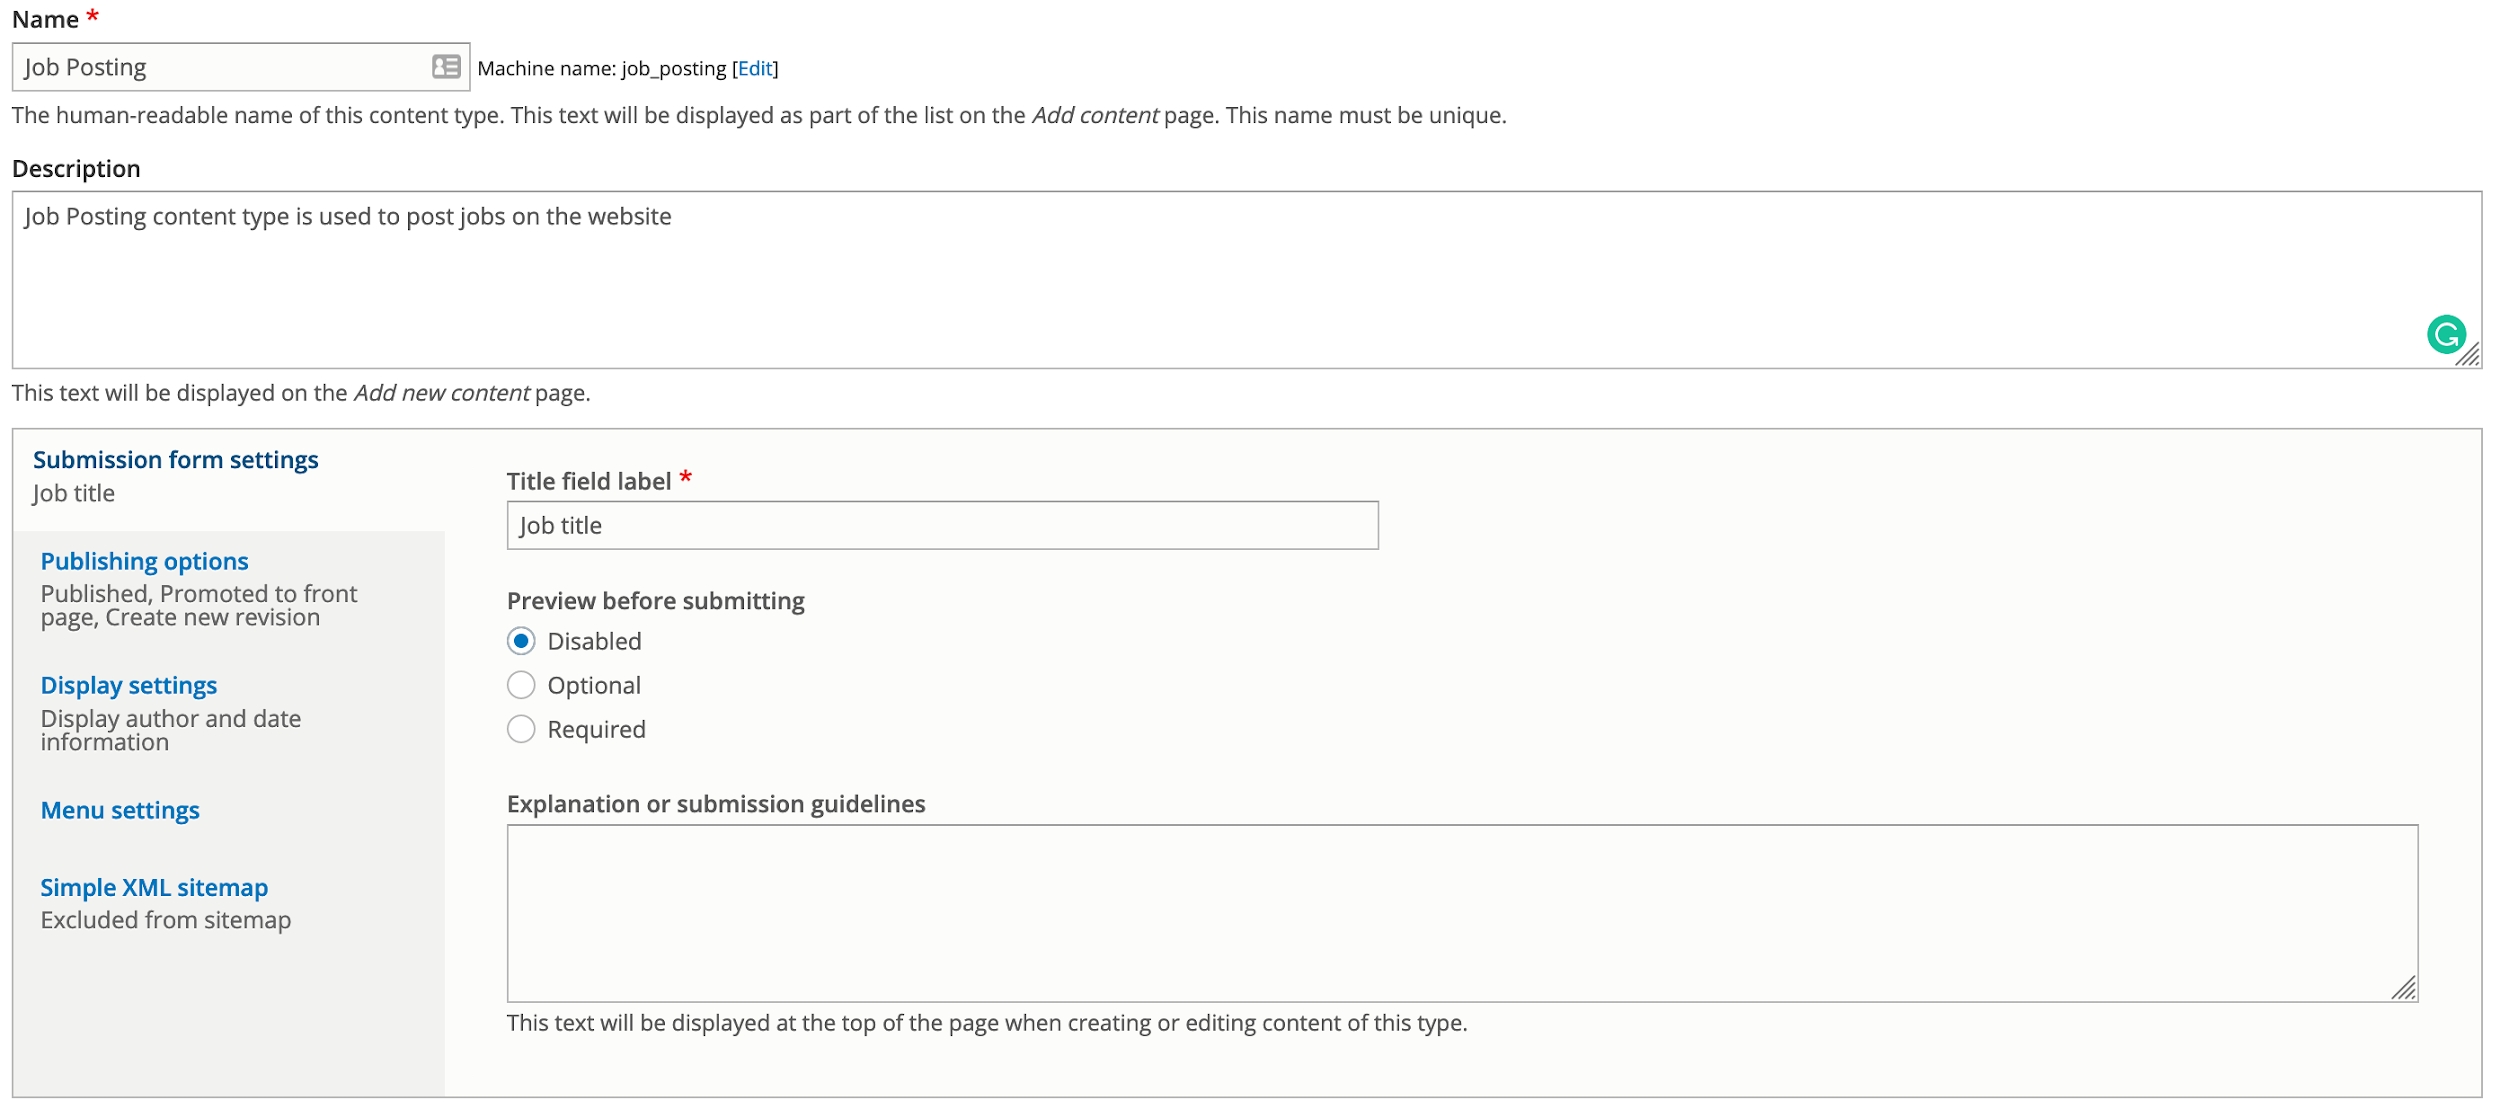 Name *
Job Posting
Machine name: job_posting [Edit]
The human-readable name of this content type. This text will be displayed as part of the list on the Add content page. This name must be unique.
Description
Job Posting content type is used to post jobs on the website
This text will be displayed on the Add new content page.
Submission form settings
Job title
Publishing options
Published, Promoted to front
page, Create new revision
Display settings
Display author and date
information
Menu settings
Simple XML sitemap
Excluded from sitemap
Title field label *
Job title
Preview before submitting
Disabled
Optional
Required
Explanation or submission guidelines
This text will be displayed at the top of the page when creating or editing content of this type.